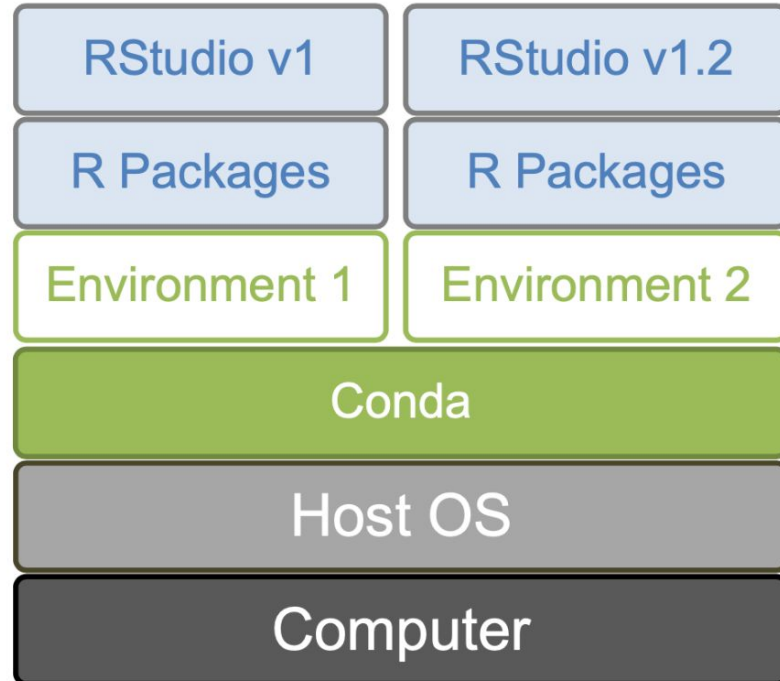 RStudio v1
RStudio v1.2
R Packages
R Packages
Environment 1
Environment 2
Conda
Host OS
Computer